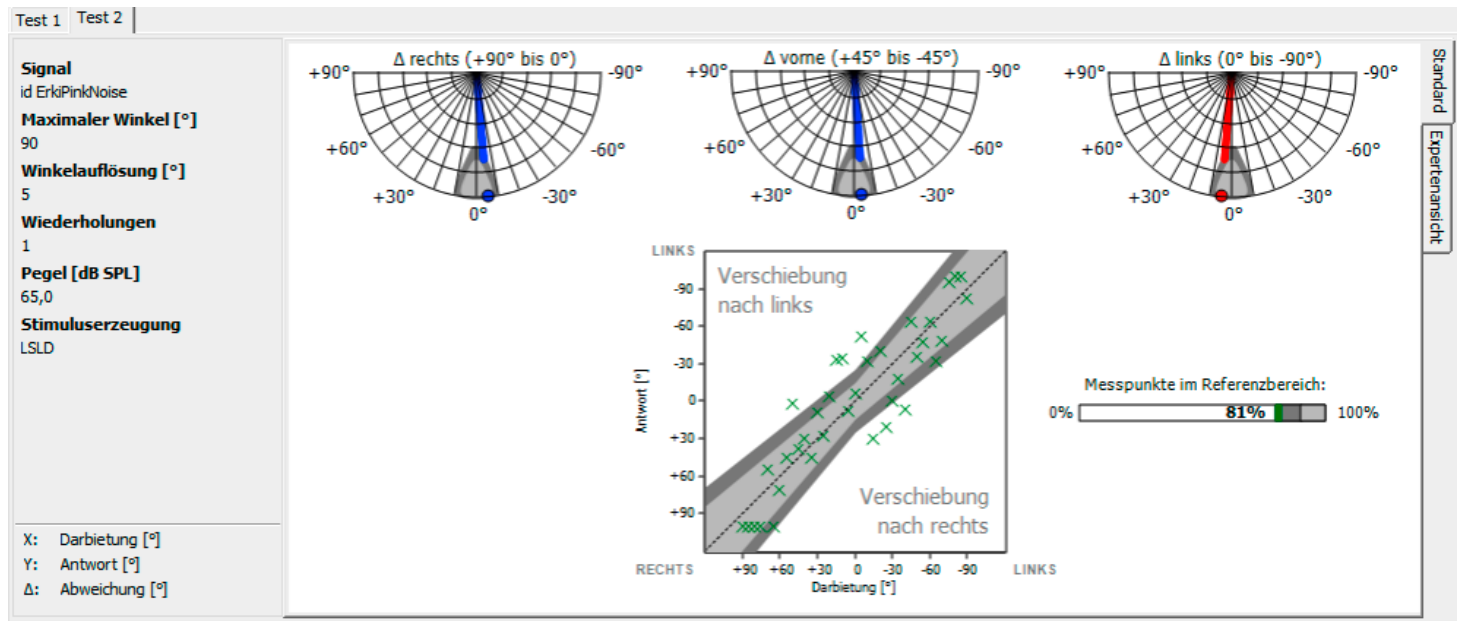 Test 1 Test 2
Signal
id ErkiPinkNoise
Maximaler Winkel [°]
90
Winkelauflösung [°]
5
Wiederholungen
1
Pegel [dB SPL]
65,0
Stimuluserzeugung
LSLD
X: Darbietung [°]
Y: Antwort [°]
Δ: Abweichung [°]
Δ rechts (+90° bis 0°)
+90° -90°
+60° -60°
+30° -30°
0°
Δ vorne (+45° bis -45°)
+90° -90°
+60° -60°
+30° -30°
0°
Δ links (0° bis -90°)
+90° -90°
+60° -60°
+30° -30°
0°
LINKS
Verschiebung
nach links
-90
-60
-30
0
+30
+60
+90
Antwort [°]
Verschiebung
nach rechts
RECHTS +90 +60 +30 0 -30 -60 -90 LINKS
Darbietung [°]
Messpunkte im Referenzbereich:
0% 81% 100%
Standard
Expertenansicht